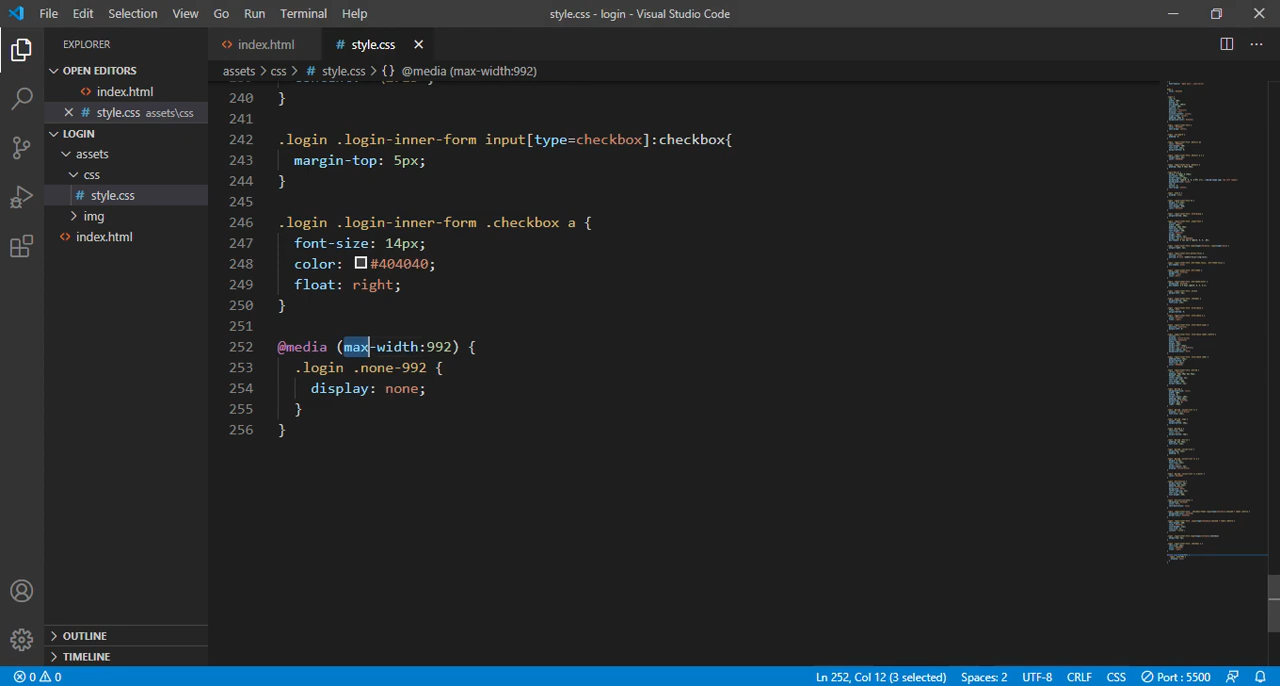 File Edit Selection View Go Run Terminal Help
style.css - login - Visual Studio Code
EXPLORER
OPEN EDITORS
index.html
style.css assets\css
LOGIN
assets
css
style.css
img
index.html
OUTLINE
TIMELINE
index.html
style.css
assets > css > # style.css > {} @media (max-width:992)
240 }
241
242 .login .login-inner-form input[type=checkbox]:checkbox{
243 margin-top: 5px;
244 }
245
246 .login .login-inner-form .checkbox a {
247 font-size: 14px;
248 color: #404040;
249 float: right;
250 }
251
252 @media (max-width:992) {
253 .login .none-992 {
254 display: none;
255 }
256 }
0 0
Ln 252, Col 12 (3 selected) Spaces: 2 UTF-8 CRLF CSS Port : 5500